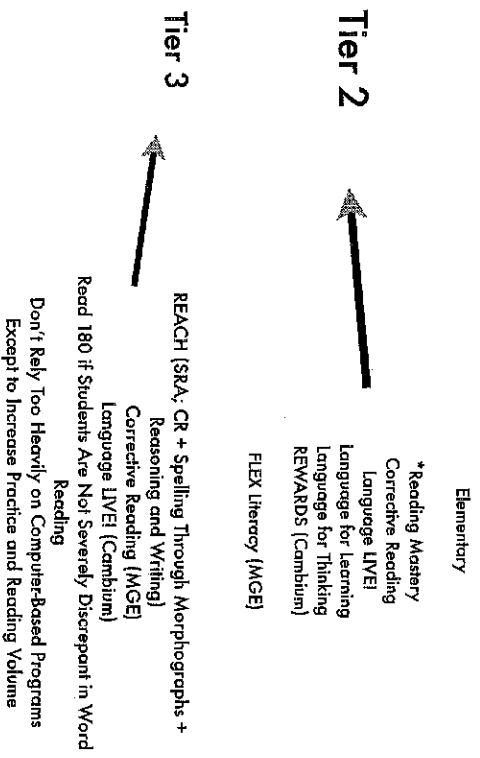 Elementary
Tier 2
*Reading Mastery
Corrective Reading
Language LIVE!
Language for Learning
Language for Thinking
REWARDS (Cambium)
FLEX Literacy (MGE)
Tier 3
REACH (SRA; CR + Spelling Through Morphographs +
Reasoning and Writing)
Corrective Reading (MGE)
Language LIVE! (Cambium)
Read 180 if Students Are Not Severely Discrepant in Word
Reading
Don't Rely Too Heavily on Computer-Based Programs
Except to Increase Practice and Reading Volume